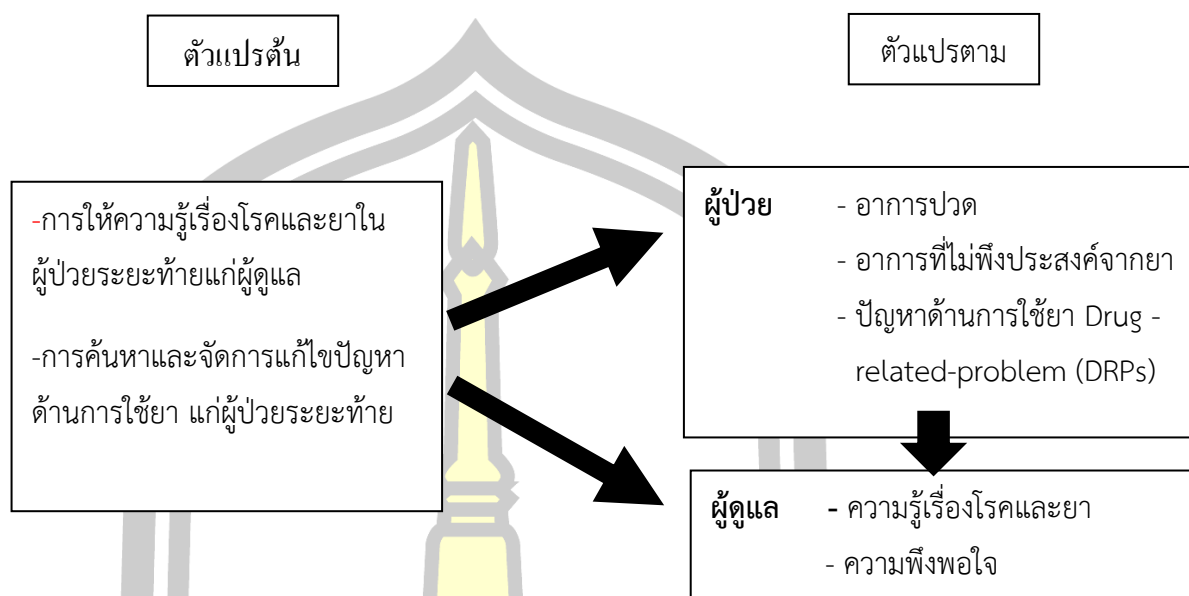 ตัวแปรต้น
ตัวแปรตาม
-การให้ความรู้เรื่องโรคและยาใน
ผู้ป่วยระยะท้ายแก่ผู้ดูแล
-การค้นหาและจัดการแก้ไขปัญหา
ด้านการใช้ยา แก่ผู้ป่วยระยะท้าย
ผู้ป่วย - อาการปวด
- อาการที่ไม่พึงประสงค์จากยา
- ปัญหาด้านการใช้ยา Drug -
related-problem (DRPs)
ผู้ดูแล - ความรู้เรื่องโรคและยา
- ความพึงพอใจ